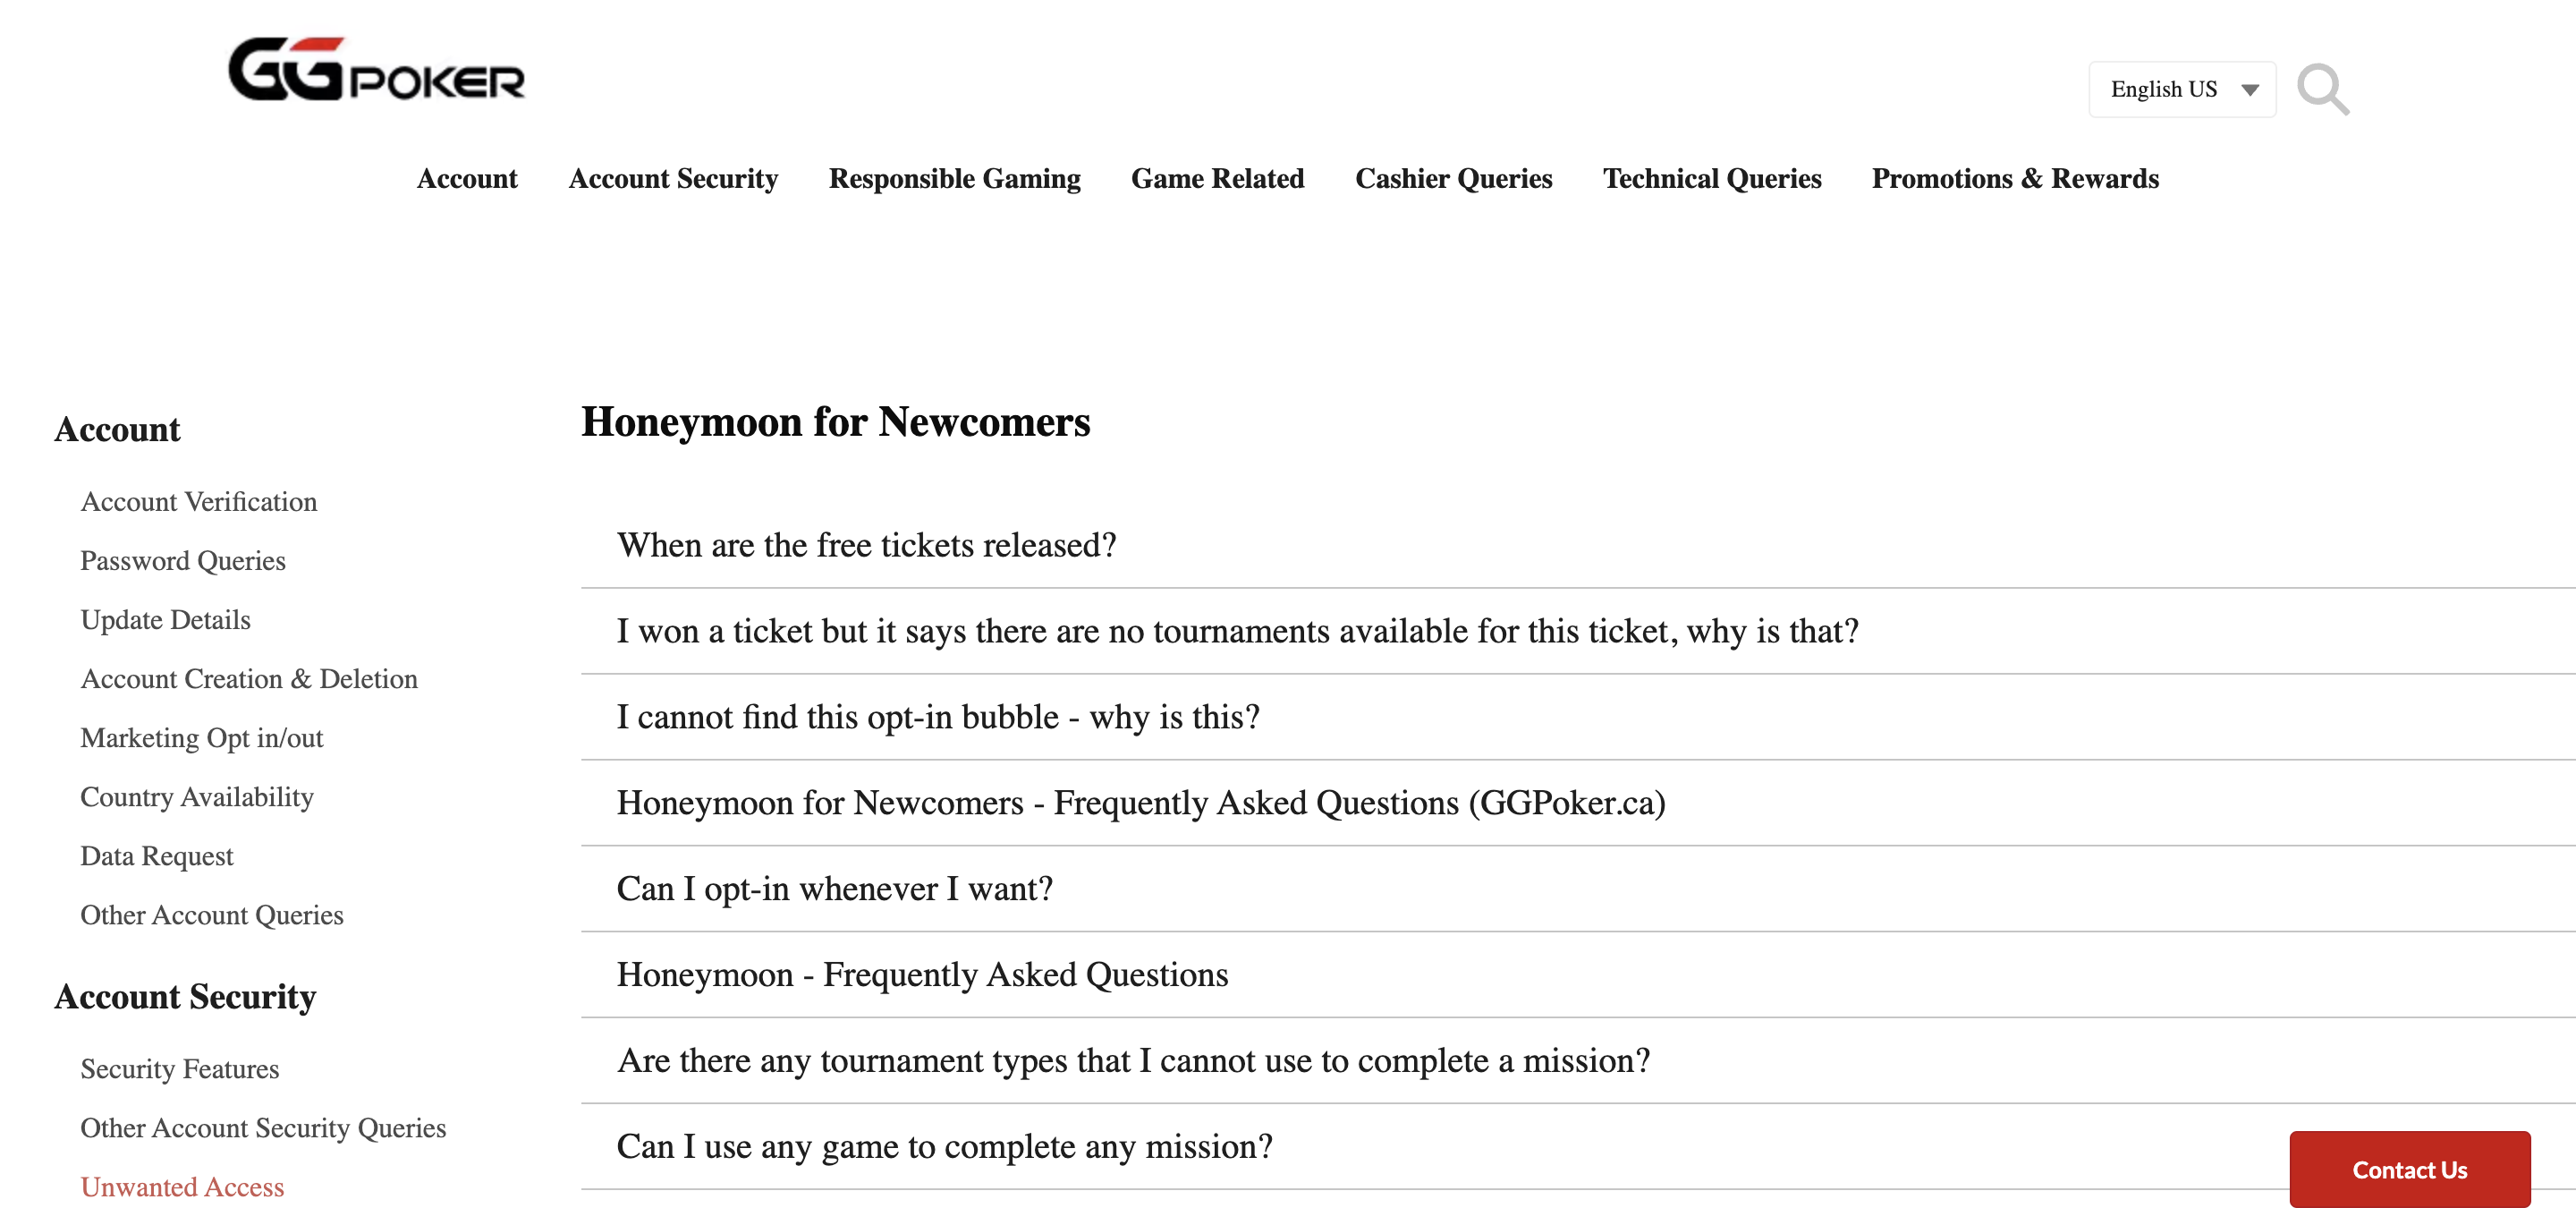 GGPOKER
English US
Account
Account Security
Responsible Gaming
Game Related
Cashier Queries
Technical Queries
Promotions & Rewards
Account
Account Verification
Password Queries
Update Details
Account Creation & Deletion
Marketing Opt in/out
Country Availability
Data Request
Other Account Queries
Account Security
Security Features
Other Account Security Queries
Unwanted Access
Honeymoon for Newcomers
When are the free tickets released?
I won a ticket but it says there are no tournaments available for this ticket, why is that?
I cannot find this opt-in bubble - why is this?
Honeymoon for Newcomers - Frequently Asked Questions (GGPoker.ca)
Can I opt-in whenever I want?
Honeymoon - Frequently Asked Questions
Are there any tournament types that I cannot use to complete a mission?
Can I use any game to complete any mission?
Contact Us